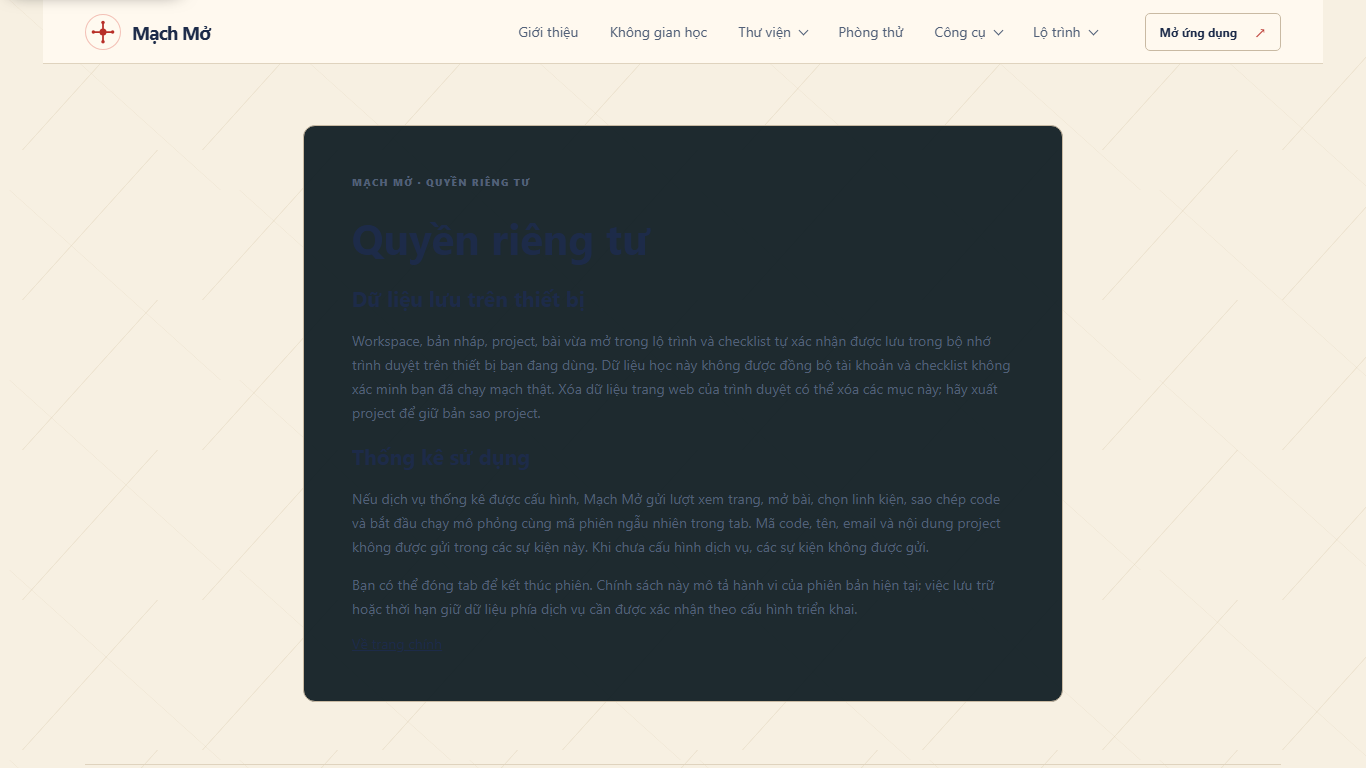 Mạch Mở
Giới thiệu
Không gian học
Thư viện
Phòng thử
Công cụ
Lộ trình
Mở ứng dụng ↗
MẠCH MỞ · QUYỀN RIÊNG TƯ
Quyền riêng tư
Dữ liệu lưu trên thiết bị
Workspace, bản nháp, project, bài vừa mở trong lộ trình và checklist tự xác nhận được lưu trong bộ nhớ
trình duyệt trên thiết bị bạn đang dùng. Dữ liệu học này không được đồng bộ tài khoản và checklist không
xác minh bạn đã chạy mạch thật. Xóa dữ liệu trang web của trình duyệt có thể xóa các mục này; hãy xuất
project để giữ bản sao project.
Thống kê sử dụng
Nếu dịch vụ thống kê được cấu hình, Mạch Mở gửi lượt xem trang, mở bài, chọn linh kiện, sao chép code
và bắt đầu chạy mô phỏng cùng mã phiên ngẫu nhiên trong tab. Mã code, tên, email và nội dung project
không được gửi trong các sự kiện này. Khi chưa cấu hình dịch vụ, các sự kiện không được gửi.
Bạn có thể đóng tab để kết thúc phiên. Chính sách này mô tả hành vi của phiên bản hiện tại; việc lưu trữ
hoặc thời hạn giữ dữ liệu phía dịch vụ cần được xác nhận theo cấu hình triển khai.